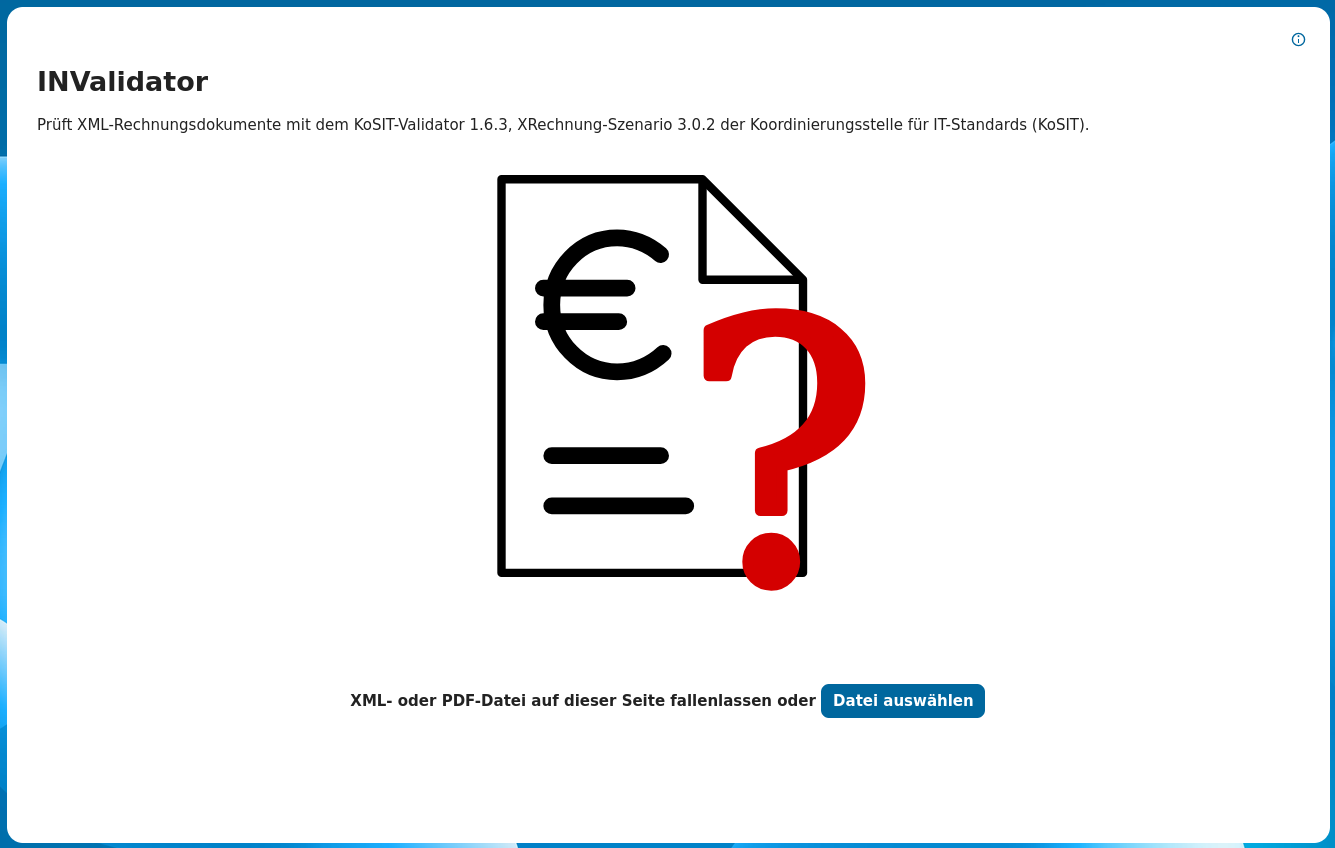 INValidator
Prüft XML-Rechnungsdokumente mit dem KoSIT-Validator 1.6.3, XRechnung-Szenario 3.0.2 der Koordinierungsstelle für IT-Standards (KoSIT).
€
?
XML- oder PDF-Datei auf dieser Seite fallenlassen oder Datei auswählen